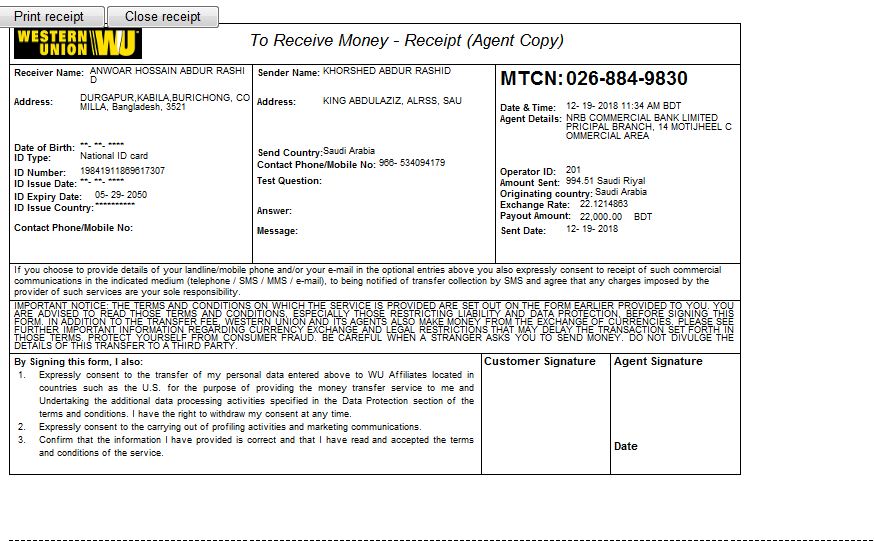 Print receipt
Close receipt
WESTERN UNION WU
To Receive Money - Receipt (Agent Copy)
Receiver Name: ANWOAR HOSSAIN ABDUR RASHI
D
Address: DURGAPUR,KABILA,BURICHONG, CO
MILLA, Bangladesh, 3521
Date of Birth: **- **- ****
ID Type: National ID card
ID Number: 19841911869617307
ID Issue Date: **- **- ****
ID Expiry Date: 05- 29- 2050
ID Issue Country: **********
Contact Phone/Mobile No:
Sender Name: KHORSHED ABDUR RASHID
Address: KING ABDULAZIZ, ALRSS, SAU
Send Country: Saudi Arabia
Contact Phone/Mobile No: 966- 534094179
Test Question:
Answer:
Message:
MTCN: 026-884-9830
Date & Time: 12- 19- 2018 11:34 AM BDT
Agent Details: NRB COMMERCIAL BANK LIMITED
PRICIPAL BRANCH, 14 MOTIJHEEL C
OMMERCIAL AREA
Operator ID: 201
Amount Sent: 994.51 Saudi Riyal
Originating country: Saudi Arabia
Exchange Rate: 22.1214863
Payout Amount: 22,000.00 BDT
Sent Date: 12- 19- 2018
If you choose to provide details of your landline/mobile phone and/or your e-mail in the optional entries above you also expressly consent to receipt of such commercial
communications in the indicated medium (telephone / SMS / MMS / e-mail), to being notified of transfer collection by SMS and agree that any charges imposed by the
provider of such services are your sole responsibility.
IMPORTANT NOTICE: THE TERMS AND CONDITIONS ON WHICH THE SERVICE IS PROVIDED ARE SET OUT ON THE FORM EARLIER PROVIDED TO YOU. YOU
ARE ADVISED TO READ THOSE TERMS AND CONDITIONS, ESPECIALLY THOSE RESTRICTING LIABILITY AND DATA PROTECTION, BEFORE SIGNING THIS
FORM. IN ADDITION TO THE TRANSFER FEE, WESTERN UNION AND ITS AGENTS ALSO MAKE MONEY FROM THE EXCHANGE OF CURRENCIES. PLEASE SEE
FURTHER IMPORTANT INFORMATION REGARDING CURRENCY EXCHANGE AND LEGAL RESTRICTIONS THAT MAY DELAY THE TRANSACTION SET FORTH IN
THOSE TERMS. PROTECT YOURSELF FROM CONSUMER FRAUD. BE CAREFUL WHEN A STRANGER ASKS YOU TO SEND MONEY. DO NOT DIVULGE THE
DETAILS OF THIS TRANSFER TO A THIRD PARTY.
By Signing this form, I also:
1. Expressly consent to the transfer of my personal data entered above to WU Affiliates located in
countries such as the U.S. for the purpose of providing the money transfer service to me and
Undertaking the additional data processing activities specified in the Data Protection section of the
terms and conditions. I have the right to withdraw my consent at any time.
2. Expressly consent to the carrying out of profiling activities and marketing communications.
3. Confirm that the information I have provided is correct and that I have read and accepted the terms
and conditions of the service.
Customer Signature
Agent Signature
Date